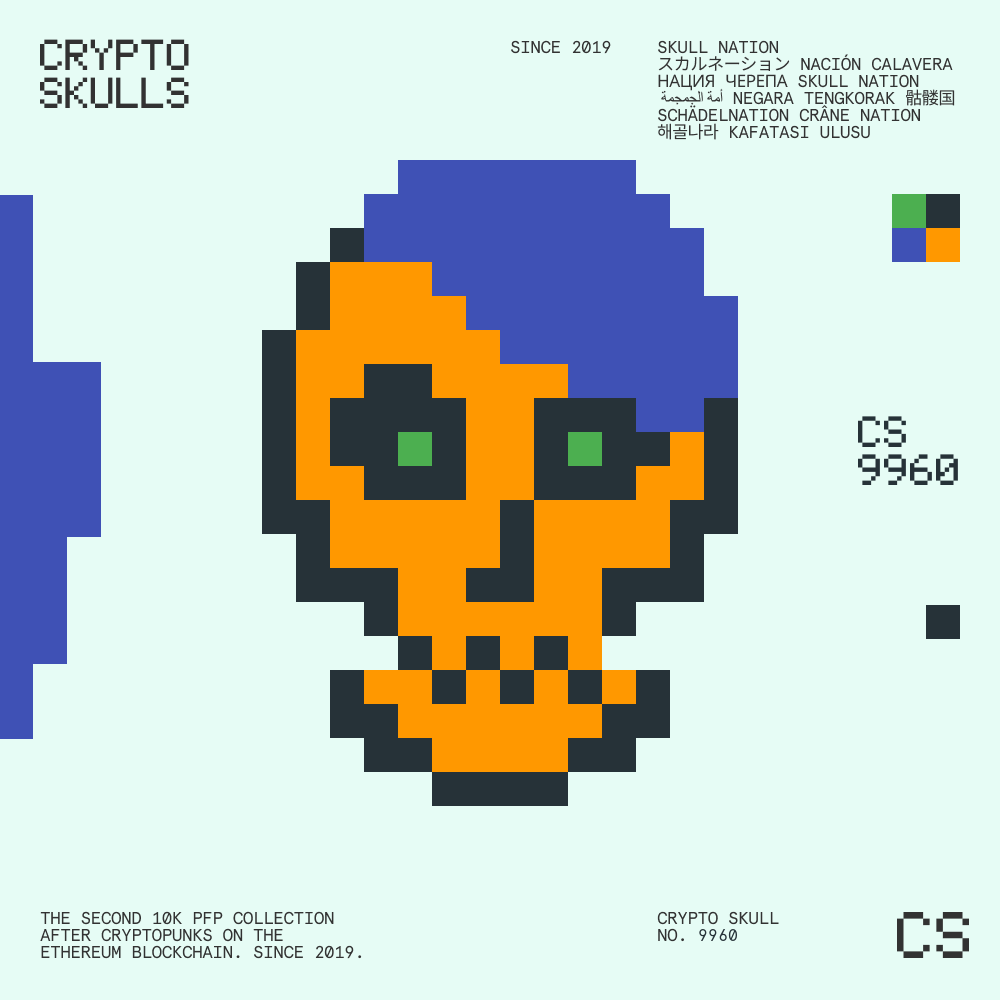 CRYPTO
SKULLS
SINCE 2019
SKULL NATION
スカルネーション NACIÓN CALAVERA
НАЦИЯ ЧЕРЕПА SKULL NATION
أمة الجمجمة NEGARA TENGKORAK 骷髅国
SCHÄDELNATION CRÂNE NATION
해골나라 KAFATASI ULUSU
CS
9960
THE SECOND 10K PFP COLLECTION
AFTER CRYPTOPUNKS ON THE
ETHEREUM BLOCKCHAIN. SINCE 2019.
CRYPTO SKULL
NO. 9960
CS